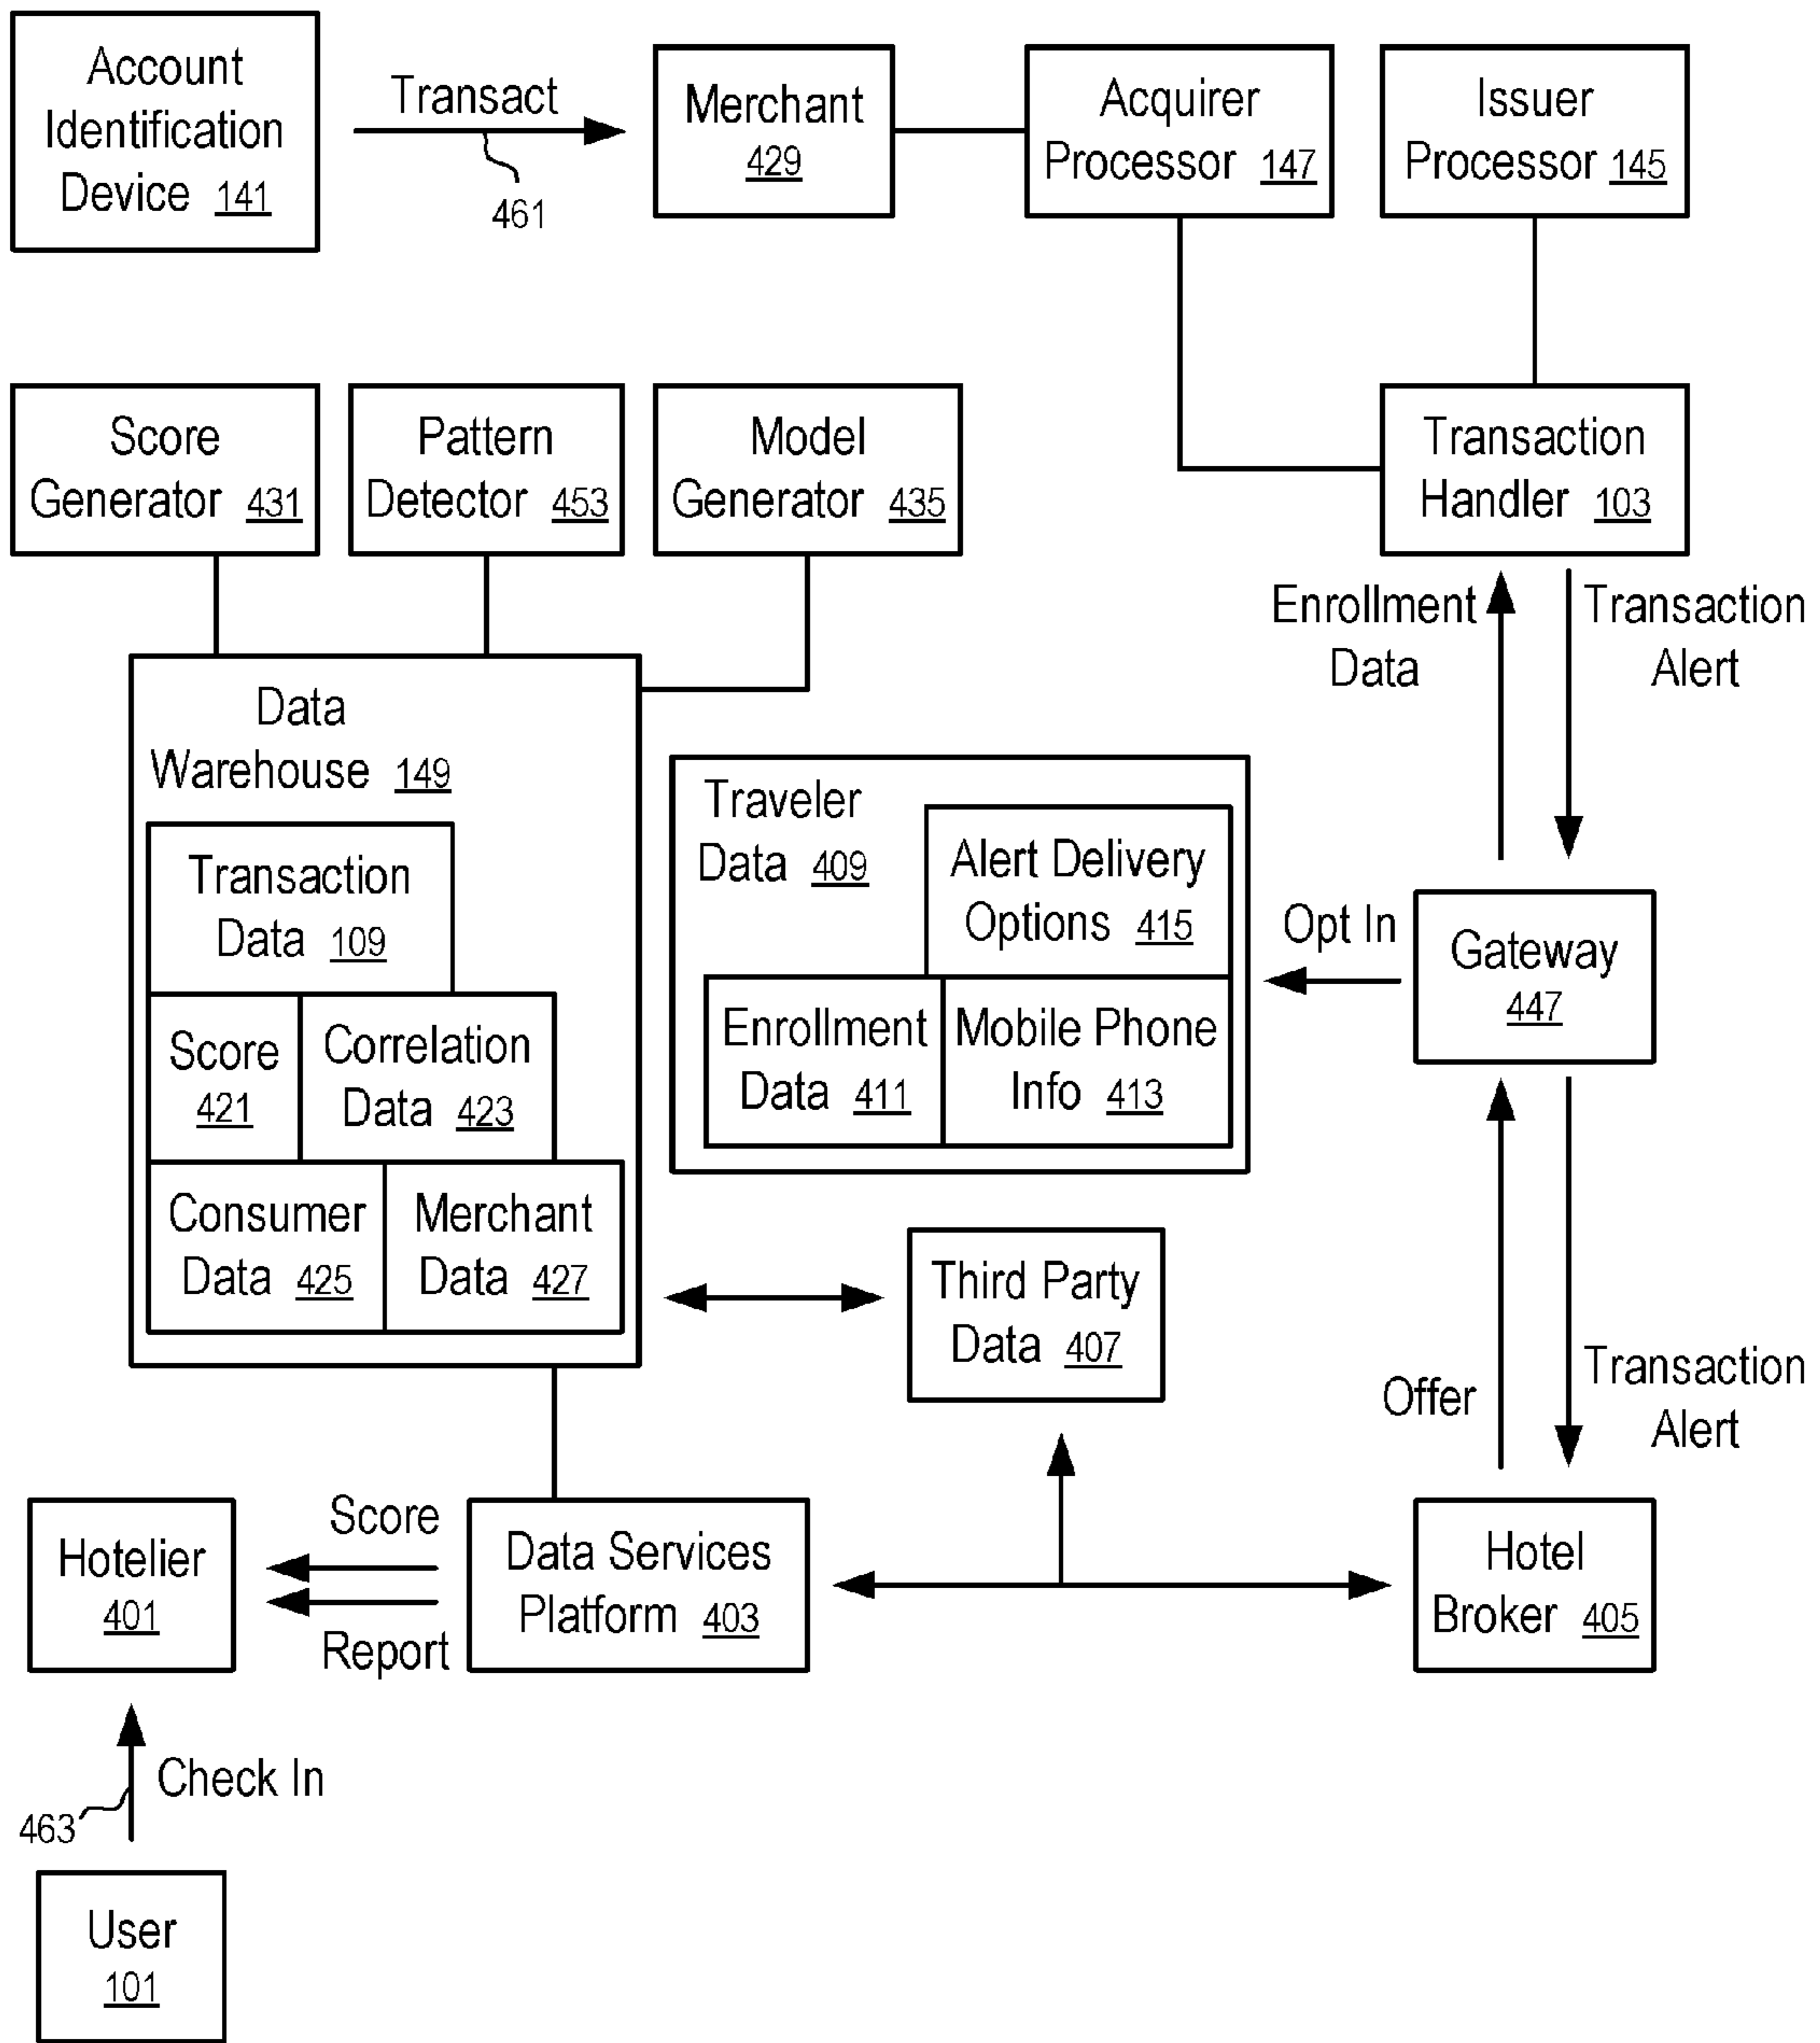 Account
Identification
Device 141
Transact
461
Merchant
429
Acquirer
Processor 147
Issuer
Processor 145
Score
Generator 431
Pattern
Detector 453
Model
Generator 435
Transaction
Handler 103
Enrollment
Data
Transaction
Alert
Data
Warehouse 149
Transaction
Data 109
Score
421
Correlation
Data 423
Consumer
Data 425
Merchant
Data 427
Traveler
Data 409
Alert Delivery
Options 415
Enrollment
Data 411
Mobile Phone
Info 413
Opt In
Gateway
447
Third Party
Data 407
Offer
Transaction
Alert
Hotelier
401
Score
Report
Data Services
Platform 403
Hotel
Broker 405
Check In
463
User
101